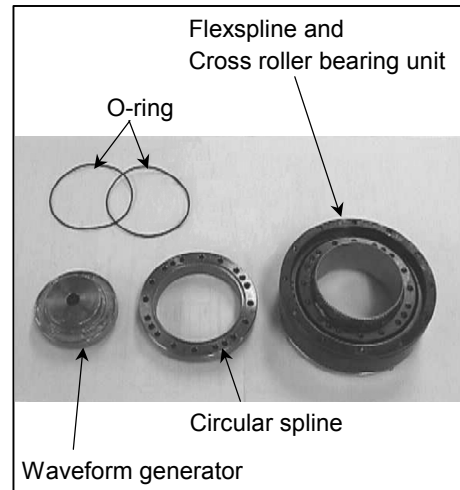 Flexspline and
Cross roller bearing unit
O-ring
Circular spline
Waveform generator